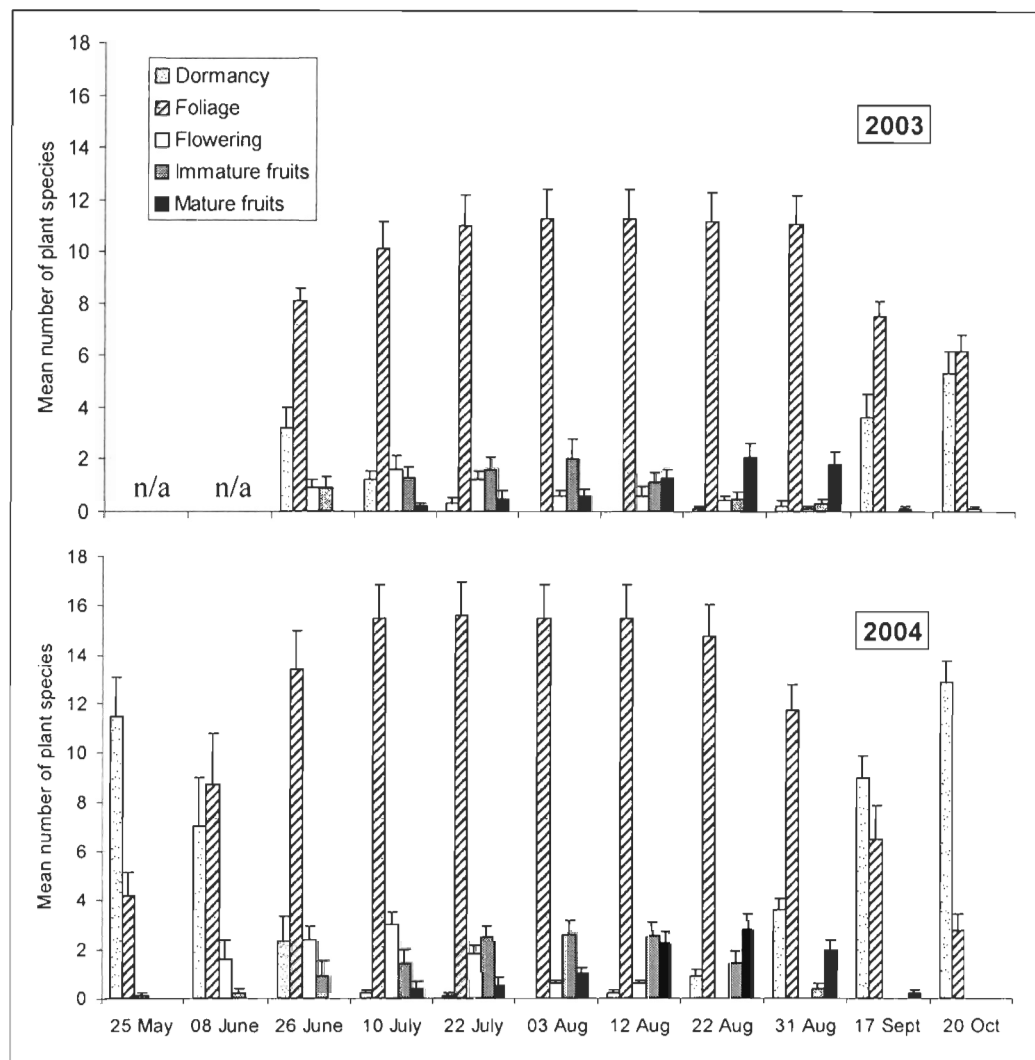 18
16
14
12
10
8
6
4
2
0
Mean number of plant species
Dormancy
Foliage
Flowering
Immature fruits
Mature fruits
2003
n/a n/a
18
16
14
12
10
8
6
4
2
0
Mean number of plant species
2004
25 May 08 June 26 June 10 July 22 July 03 Aug 12 Aug 22 Aug 31 Aug 17 Sept 20 Oct